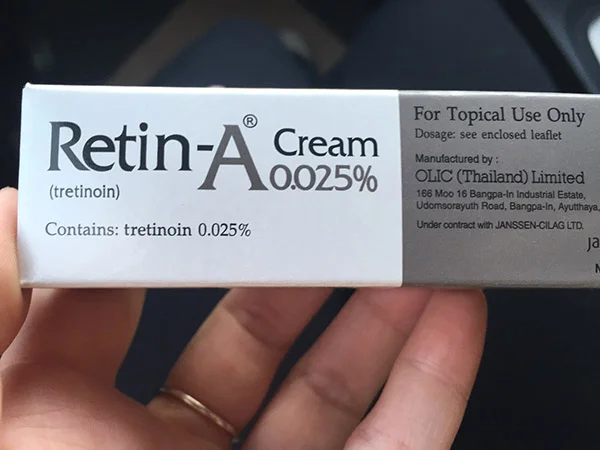 Retin-A® Cream
0.025%
(tretinoin)
Contains: tretinoin 0.025%
For Topical Use Only
Dosage: see enclosed leaflet
Manufactured by :
OLIC (Thailand) Limited
166 Moo 16 Bangpa-In Industrial Estate,
Udomsorayuth Road, Bangpa-In, Ayutthaya,
Under contract with JANSSEN-CILAG LTD.